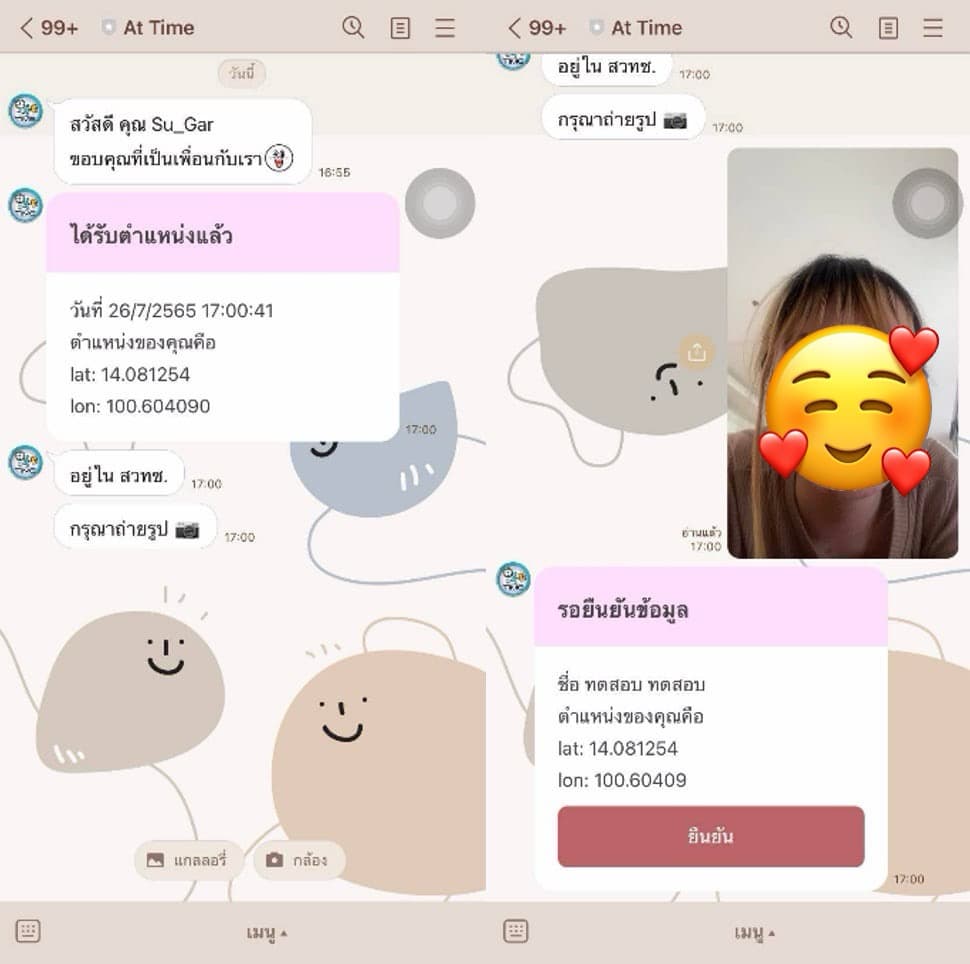 99+
At Time
วันนี้
สวัสดี คุณ Su_Gar
ขอบคุณที่เป็นเพื่อนกับเรา
16:55
ได้รับตำแหน่งแล้ว
วันที่ 26/7/2565 17:00:41
ตำแหน่งของคุณคือ
lat: 14.081254
lon: 100.604090
17:00
อยู่ใน สวทช.
17:00
กรุณาถ่ายรูป 📷
17:00
แกลลอรี่
กล้อง
เมนู ▴
99+
At Time
อยู่ใน สวทช.
17:00
กรุณาถ่ายรูป 📷
17:00
อ่านแล้ว
17:00
รอยืนยันข้อมูล
ชื่อ ทดสอบ ทดสอบ
ตำแหน่งของคุณคือ
lat: 14.081254
lon: 100.60409
ยืนยัน
17:00
เมนู ▴